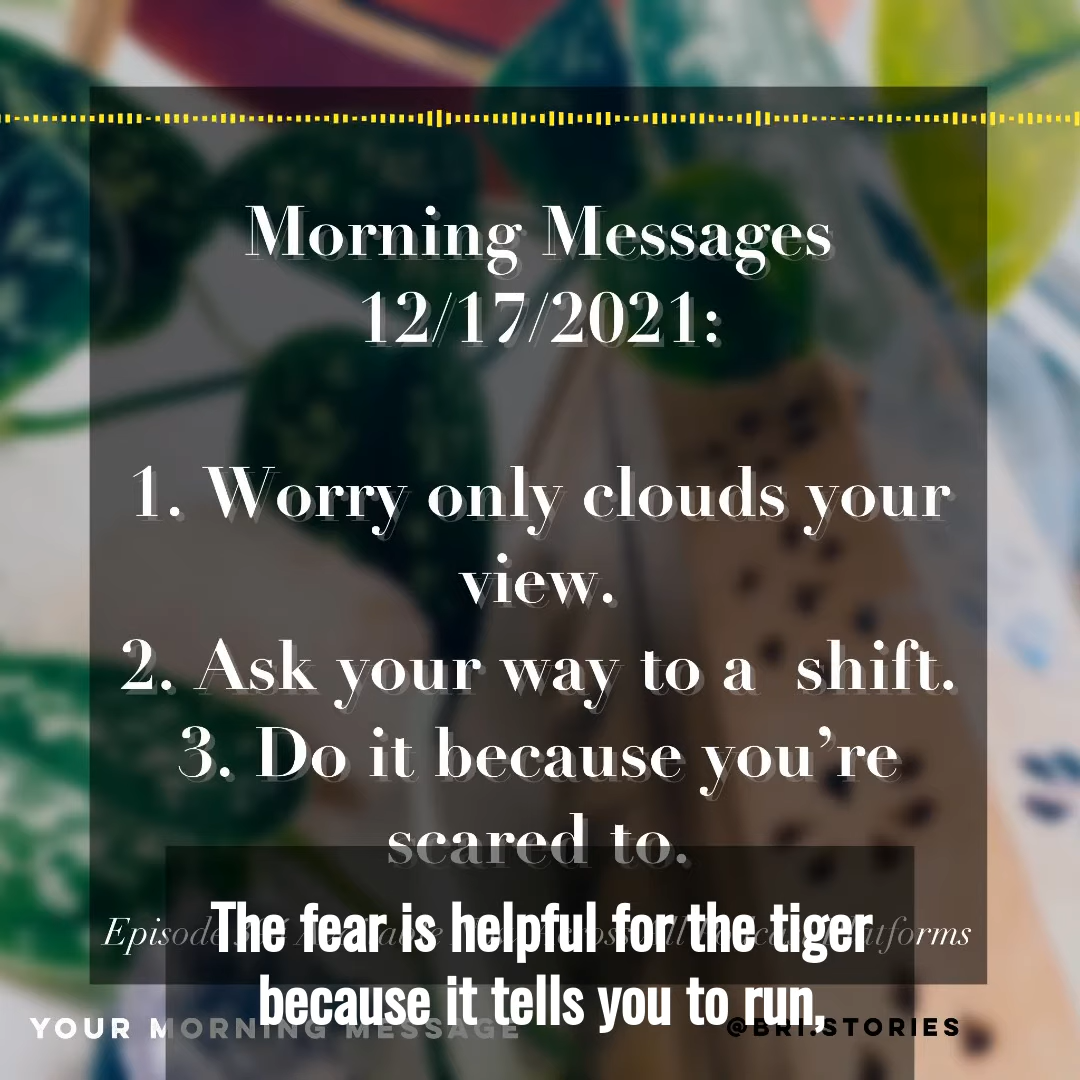 Morning Messages
12/17/2021:
1. Worry only clouds your
view.
2. Ask your way to a  shift.
3. Do it because you’re
scared to.
Episode
The fear is helpful for the tiger
because it tells you to run,
YOUR MORNING MESSAGE
@BRI.STORIES